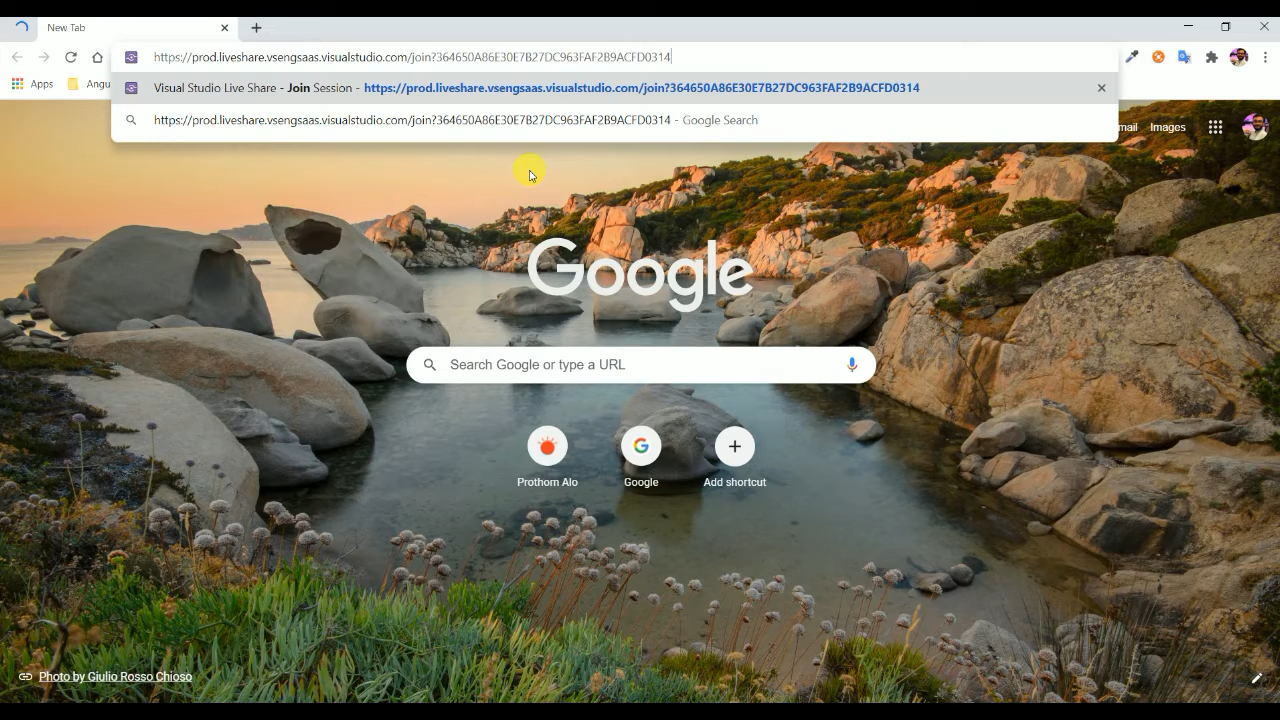 New Tab
https://prod.liveshare.vsengsaas.visualstudio.com/join?364650A86E30E7B27DC963FAF2B9ACFD0314
Apps
Angu
Visual Studio Live Share - Join Session - https://prod.liveshare.vsengsaas.visualstudio.com/join?364650A86E30E7B27DC963FAF2B9ACFD0314
https://prod.liveshare.vsengsaas.visualstudio.com/join?364650A86E30E7B27DC963FAF2B9ACFD0314 - Google Search
mail Images
Google
Search Google or type a URL
Prothom Alo
Google
Add shortcut
Photo by Giulio Rosso Chioso